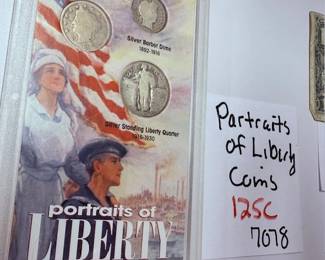 Silver Barber Dime
1892-1916
Silver Standing Liberty Quarter
1916-1930
portraits of
LIBERTY
Portraits
of Liberty
Coins
125C
7078